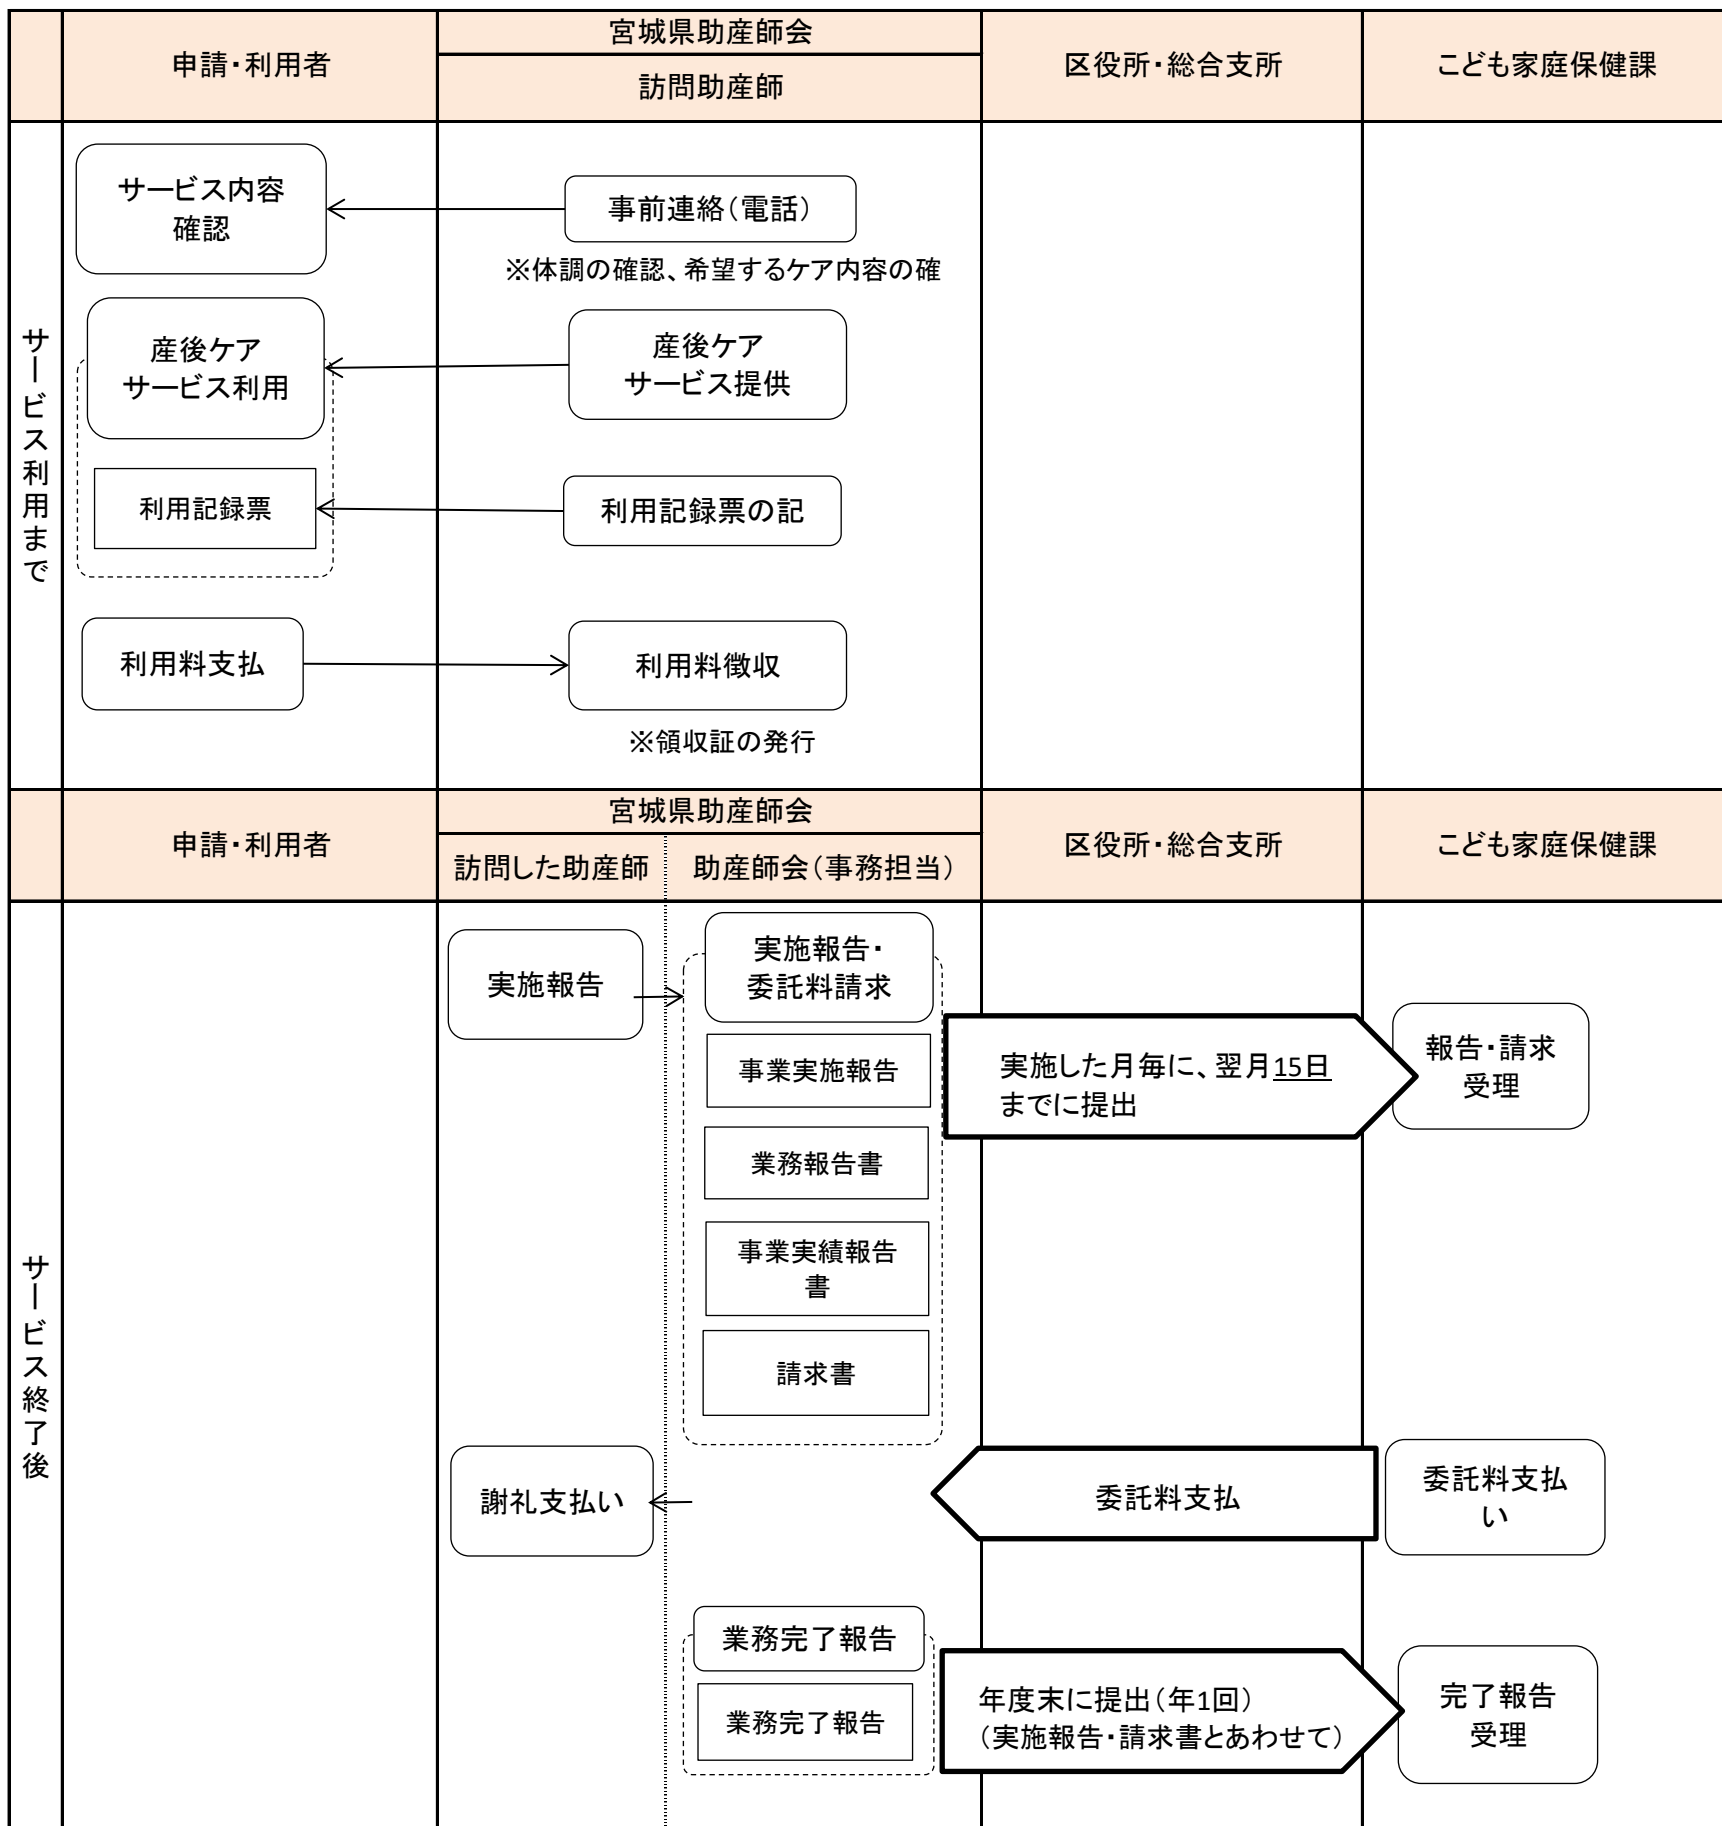 申請・利用者
宮城県助産師会
訪問助産師
区役所・総合支所
こども家庭保健課
サービス利用まで
サービス内容
確認
事前連絡（電話）
※体調の確認、希望するケア内容の確
産後ケア
サービス利用
産後ケア
サービス提供
利用記録票
利用記録票の記
利用料支払
利用料徴収
※領収証の発行
申請・利用者
宮城県助産師会
訪問した助産師
助産師会（事務担当）
区役所・総合支所
こども家庭保健課
サービス終了後
実施報告
実施報告・
委託料請求
事業実施報告
業務報告書
事業実績報告
書
請求書
実施した月毎に、翌月15日
までに提出
報告・請求
受理
謝礼支払い
委託料支払
委託料支払
い
業務完了報告
業務完了報告
年度末に提出（年1回）
（実施報告・請求書とあわせて）
完了報告
受理